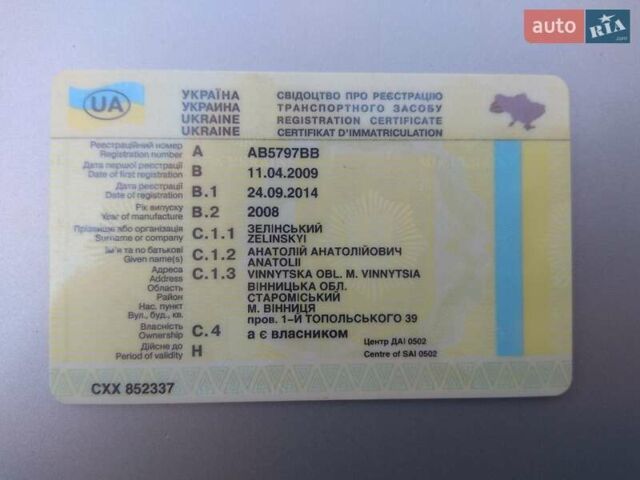 auto RIA .com
УКРАЇНА СВІДОЦТВО ПРО РЕЄСТРАЦІЮ
УКРАИНА ТРАНСПОРТНОГО ЗАСОБУ
UKRAINE REGISTRATION CERTIFICATE
UKRAINE CERTIFIKAT D'IMMATRICULATION
UA
Реєстраційний номер
Registration number A AB5797BB
Дата першої реєстрації
Date of first registration B 11.04.2009
Дата реєстрації
Date of registration B.1 24.09.2014
Рік випуску
Year of manufacture B.2 2008
Прізвище або організація C.1.1 ЗЕЛІНСЬКИЙ
Surname or company ZELINSKYI
Ім'я та по батькові C.1.2 АНАТОЛІЙ АНАТОЛІЙОВИЧ
Given name(s) ANATOLII
Адреса C.1.3 VINNYTSKA OBL. M. VINNYTSIA
Address
Область ВІННИЦЬКА ОБЛ.
Район СТАРОМІСЬКИЙ
Нас. пункт М. ВІННИЦЯ
Вул., буд., кв. пров. 1-Й ТОПОЛЬСЬКОГО 39
Власність C.4 а є власником
Ownership
Дійсне до H Центр ДАІ 0502
Period of validity Centre of SAI 0502
CXX 852337